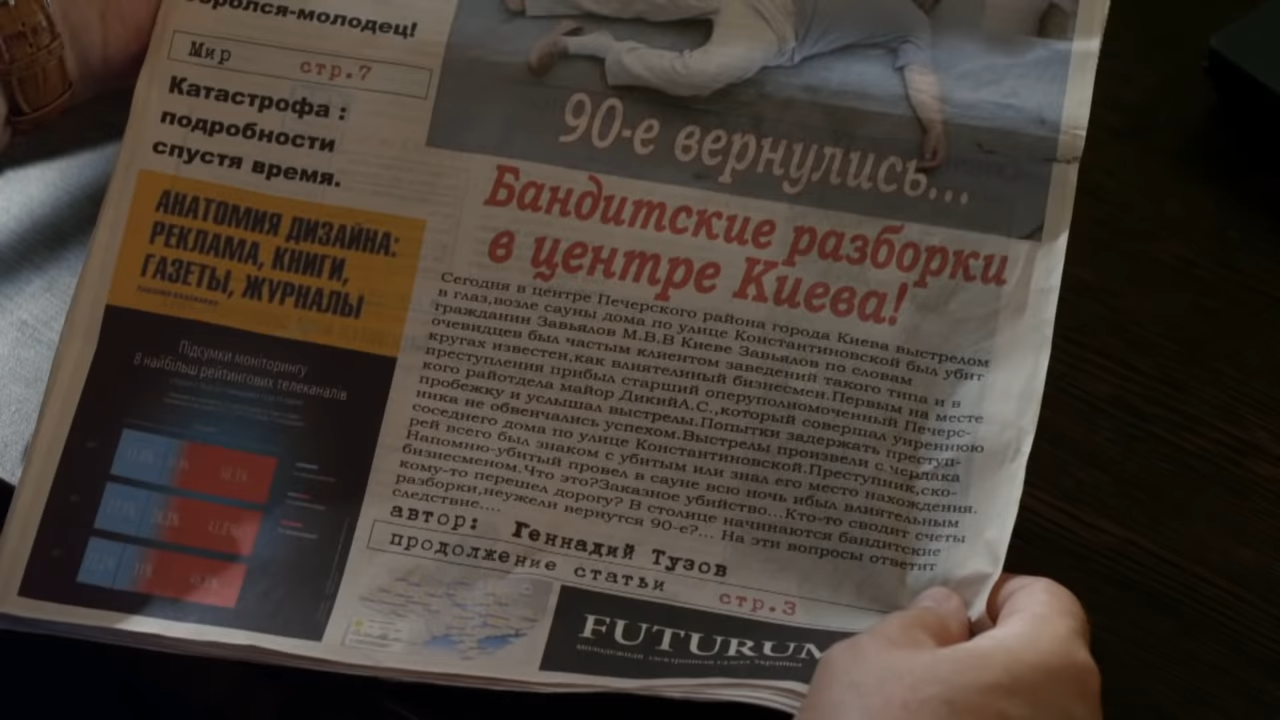 боролся-молодец!
Мир стр.7
Катастрофа :
подробности
спустя время.
АНАТОМИЯ ДИЗАЙНА:
РЕКЛАМА, КНИГИ,
ГАЗЕТЫ, ЖУРНАЛЫ
Підсумки моніторингу
8 найбільш рейтингових телеканалів
90-е вернулись...
Бандитские разборки
в центре Киева!
Сегодня в центре Печерского района города Киева выстрелом
в глаз,возле сауны дома по улице Константиновской был убит
гражданин Завьялов М.В.В Киеве Завьялов по словам
очевидцев был частым клиентом заведений такого типа и в
кругах известен,как влиятелиный бизнесмен.Первым на месте
преступления прибыл старший оперуполномоченный Печерс-
кого райотдела майор ДикийА.С.,который совершал уиреннюю
пробежку и услышал выстрелы.Попытки задержать преступ-
ника не обвенчались успехом.Выстрелы произвели с чердака
соседнего дома по улице Константиновской.Преступник,ско-
рей всего был знаком с убитым или знал его место нахождения.
Напомню-убитый провел в сауне всю ночь ибыл влиятельным
бизнесменом.Что это?Заказное убийство...Кто-то сводит счеты
кому-то перешел дорогу? В столице начинаются бандитские
разборки,неужели вернутся 90-е?... На эти вопросы ответит
следствие....
автор: Геннадий Тузов
продолжение статьи стр.3
FUTURUM
молодежная электронная газета Украины